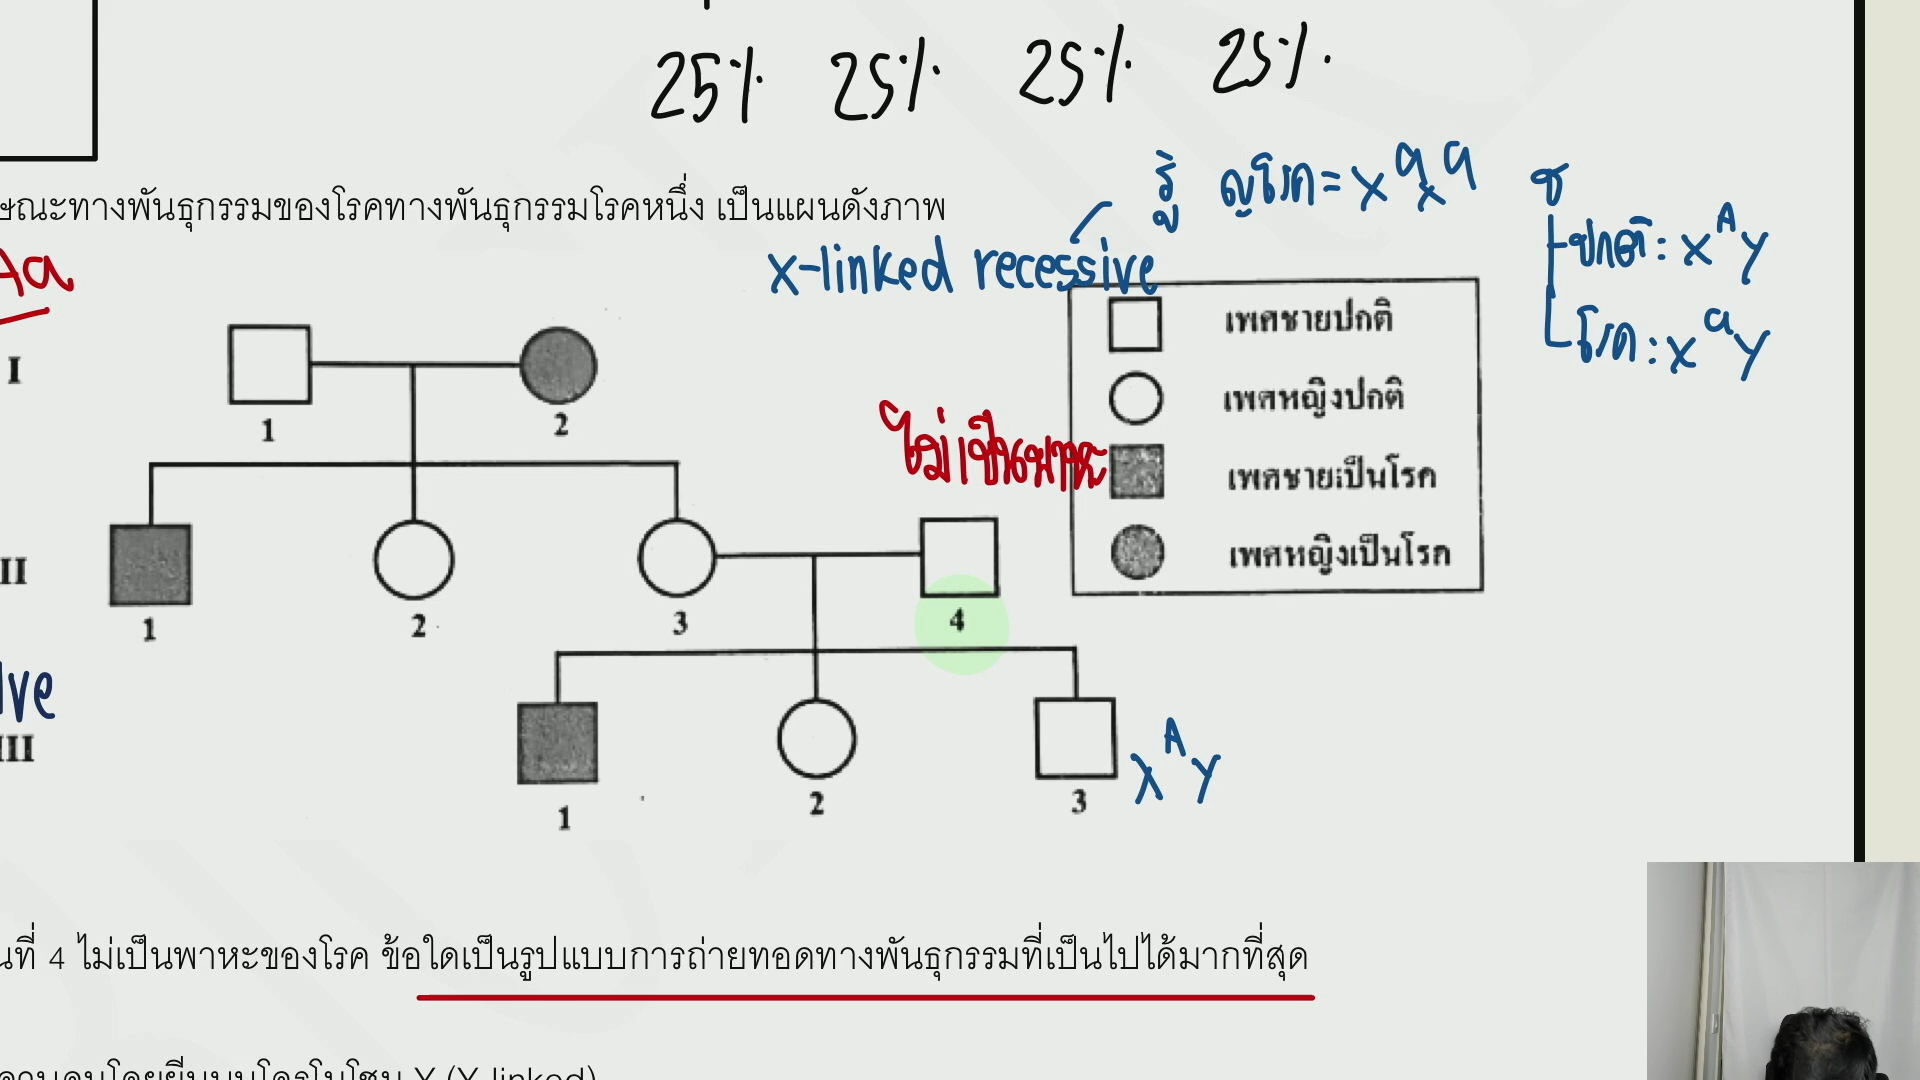 25% 25% 25% 25%
ษณะทางพันธุกรรมของโรคทางพันธุกรรมโรคหนึ่ง เป็นแผนดังภาพ
รู้ ญโรค = XᵃXᵃ
ช
ปกติ : XᴬY
โรค : XᵃY
Aa
X-linked recessive
เพศชายปกติ
เพศหญิงปกติ
เพศชายเป็นโรค
เพศหญิงเป็นโรค
I
1 2
ไม่เป็นพาหะ
II
1 2 3 4
ive
III
1 2 3
XᴬY
นที่ 4 ไม่เป็นพาหะของโรค ข้อใดเป็นรูปแบบการถ่ายทอดทางพันธุกรรมที่เป็นไปได้มากที่สุด